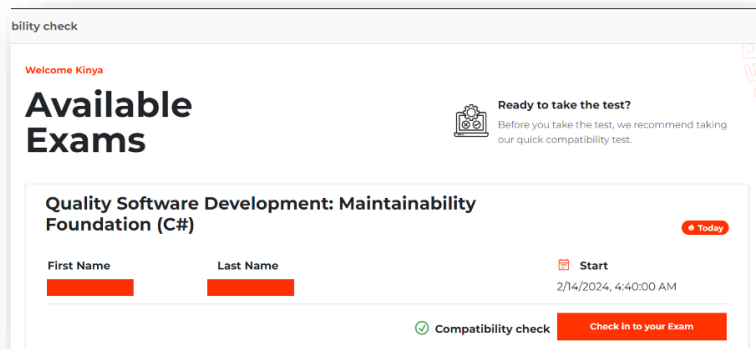 bility check
Welcome Kinya
Available
Exams
Ready to take the test?
Before you take the test, we recommend taking
our quick compatibility test.
Quality Software Development: Maintainability
Foundation (C#)
Today
First Name
Last Name
Start
2/14/2024, 4:40:00 AM
Compatibility check
Check in to your Exam